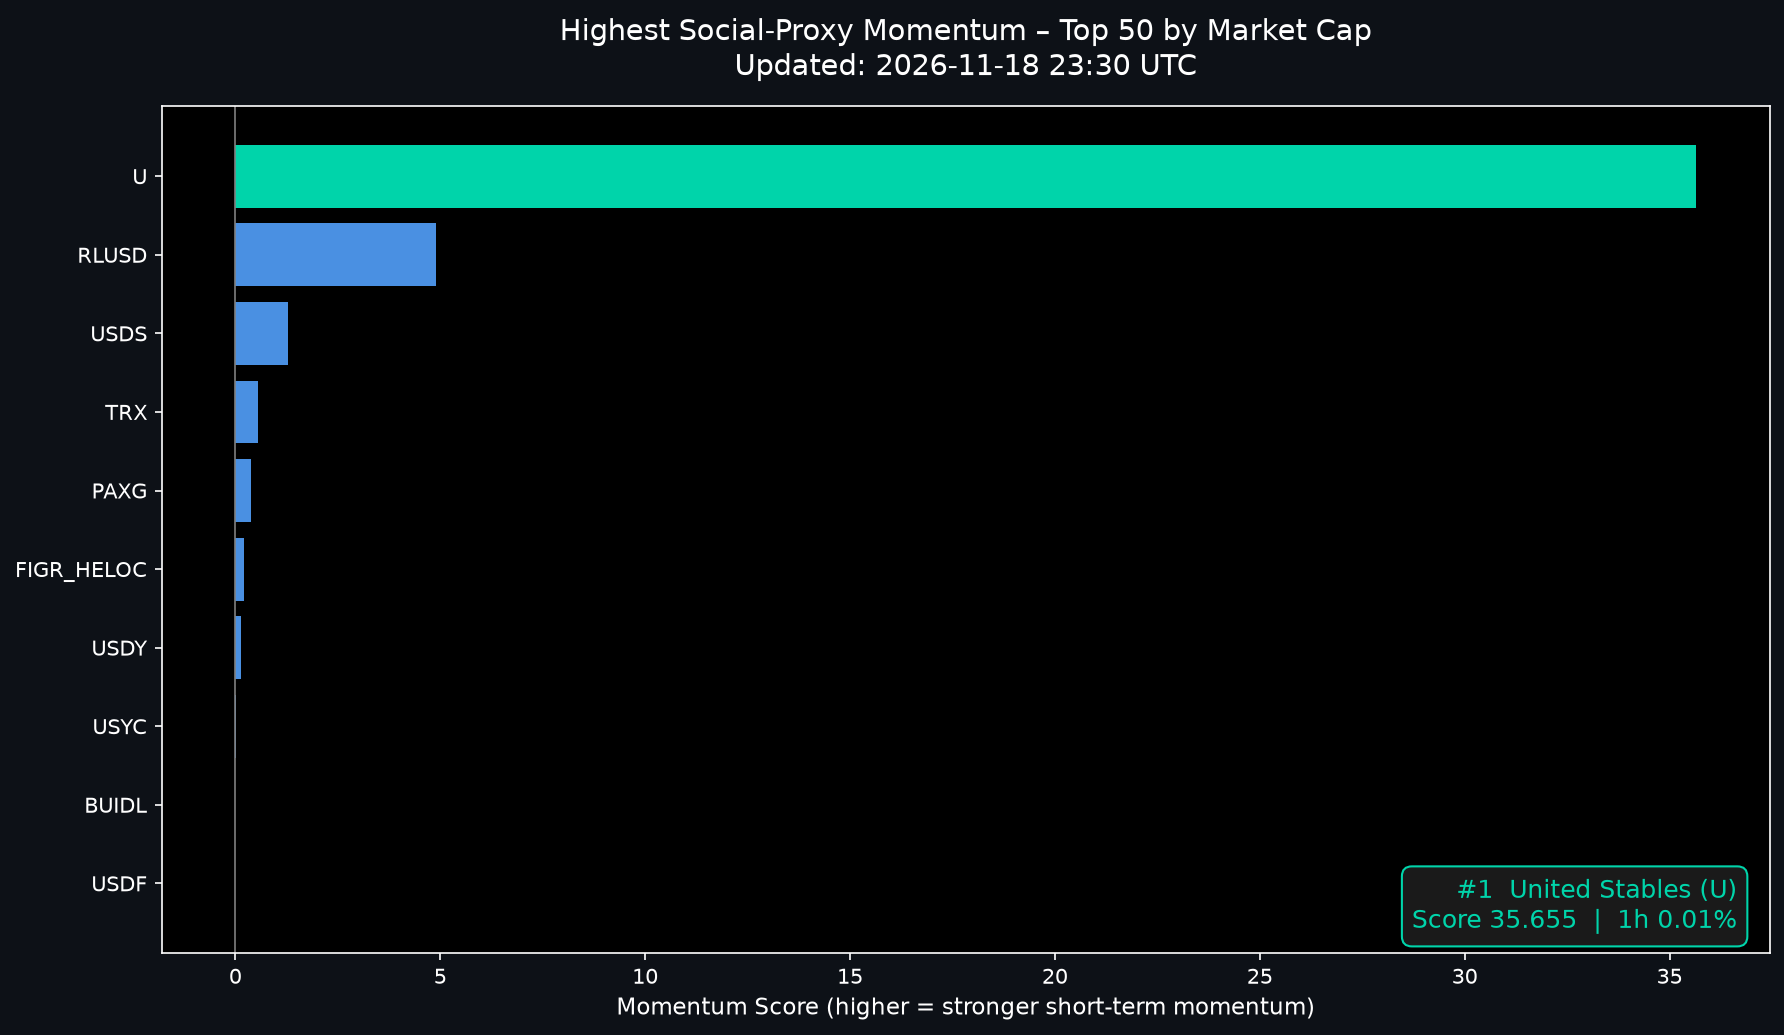 Highest Social-Proxy Momentum – Top 50 by Market Cap
Updated: 2026-11-18 23:30 UTC
U
RLUSD
USDS
TRX
PAXG
FIGR_HELOC
USDY
USYC
BUIDL
USDF
#1  United Stables (U)
Score 35.655  |  1h 0.01%
0 5 10 15 20 25 30 35
Momentum Score (higher = stronger short-term momentum)